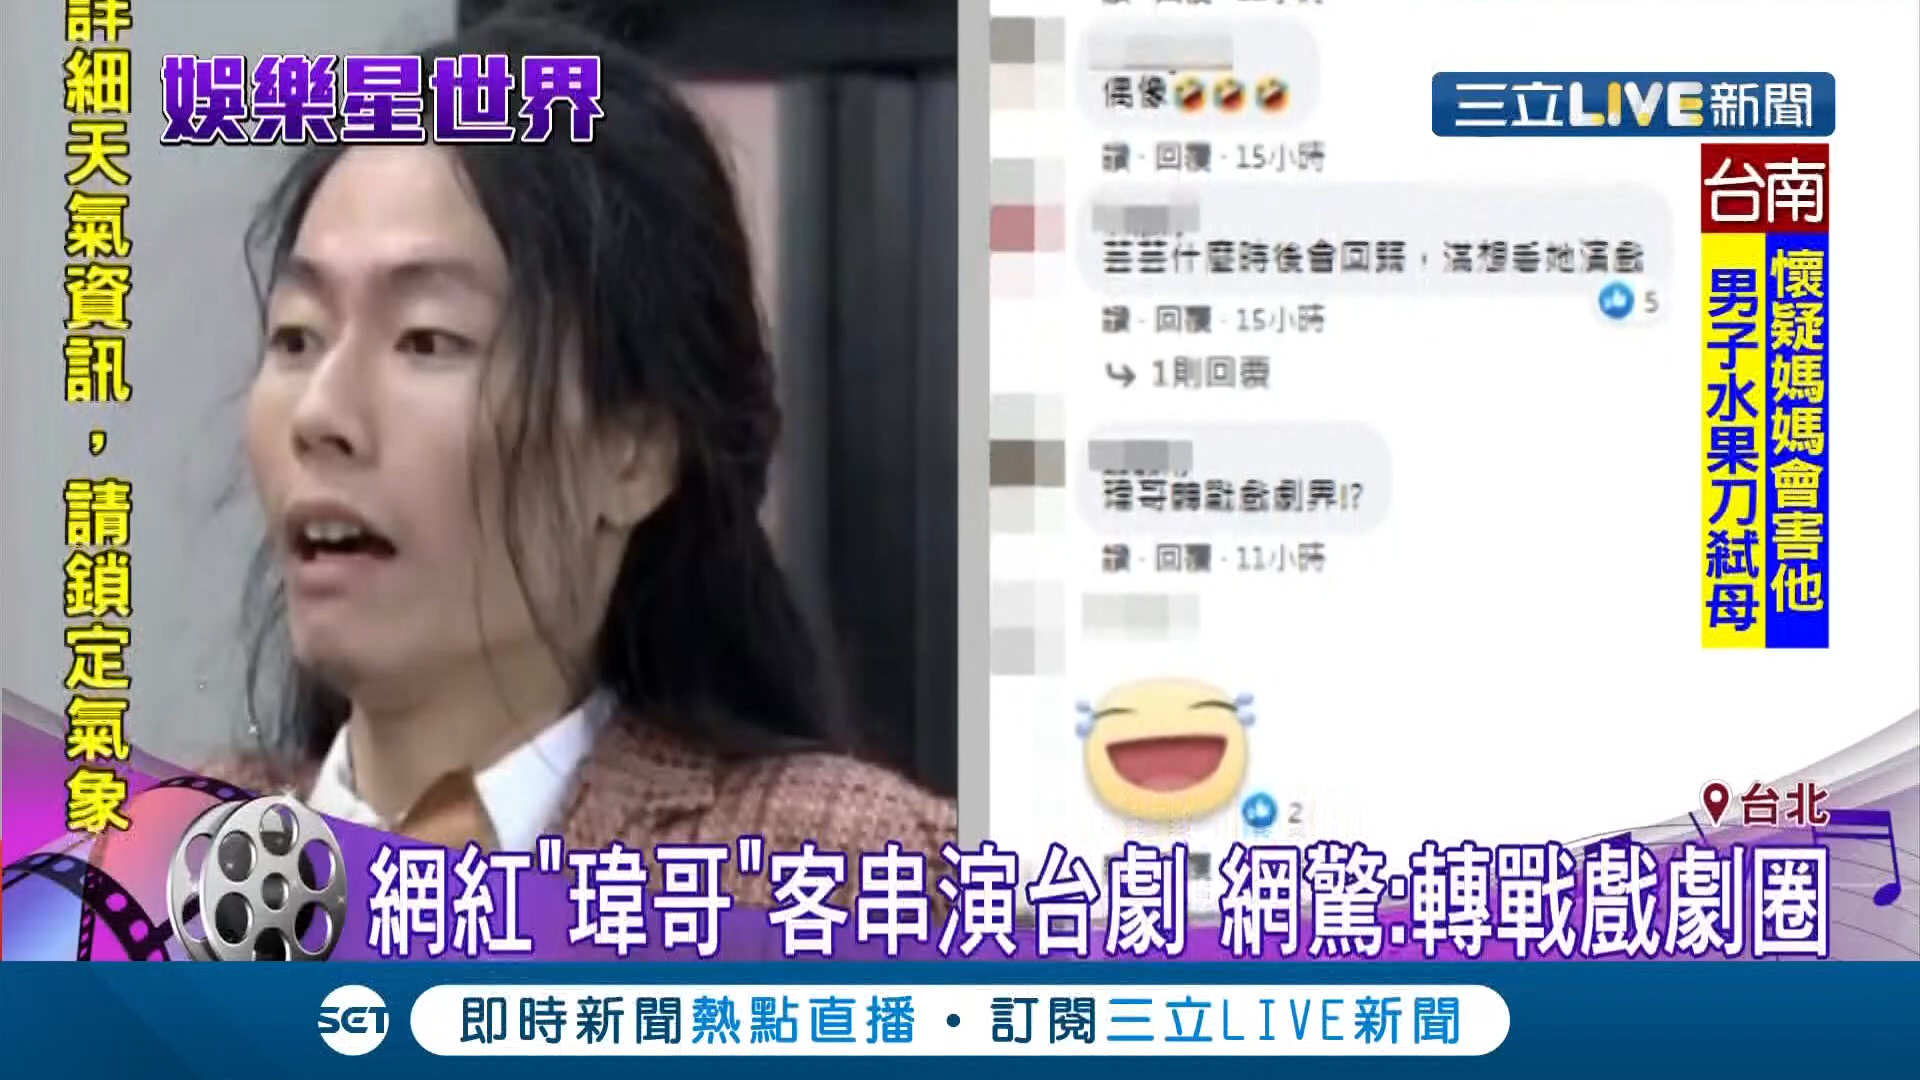 詳細天氣資訊，請鎖定氣象
娛樂星世界
偶像🤣🤣🤣
讚·回覆·15小時
芸芸什麼時後會回歸，滿想看她演戲
5
讚·回覆·15小時
1則回覆
瑋哥轉戰戲劇界!?
讚·回覆·11小時
2
三立LIVE新聞
台南
懷疑媽媽會害他
男子水果刀弒母
台北
網紅"瑋哥"客串演台劇 網驚:轉戰戲劇圈
SET
即時新聞熱點直播·訂閱三立LIVE新聞